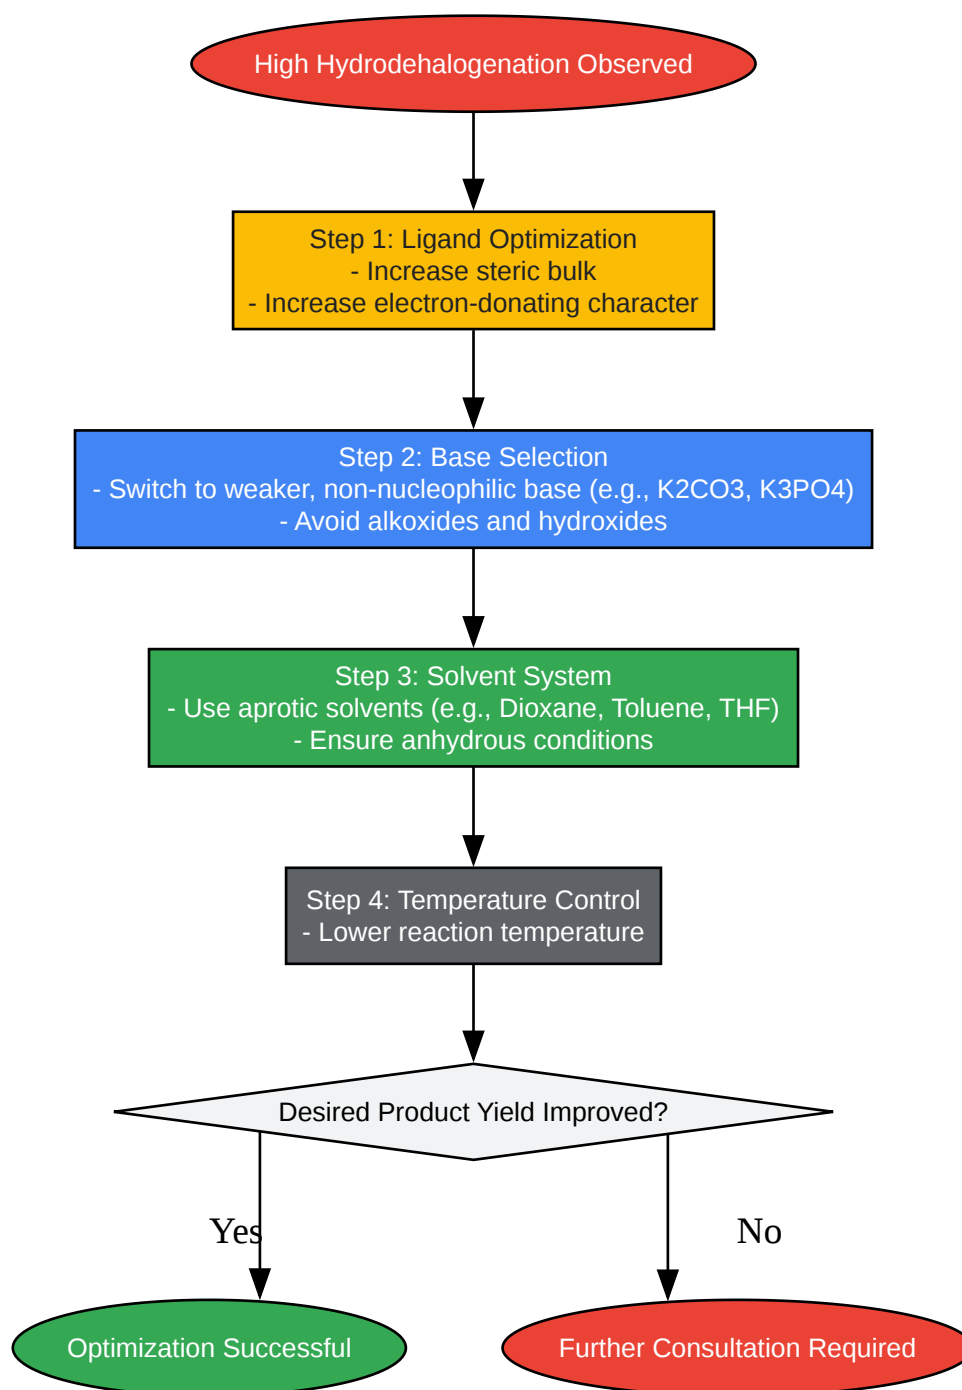 High Hydrodehalogenation Observed
Step 1: Ligand Optimization
- Increase steric bulk
- Increase electron-donating character
Step 2: Base Selection
- Switch to weaker, non-nucleophilic base (e.g., K2CO3, K3PO4)
- Avoid alkoxides and hydroxides
Step 3: Solvent System
- Use aprotic solvents (e.g., Dioxane, Toluene, THF)
- Ensure anhydrous conditions
Step 4: Temperature Control
- Lower reaction temperature
Desired Product Yield Improved?
Yes
No
Optimization Successful
Further Consultation Required